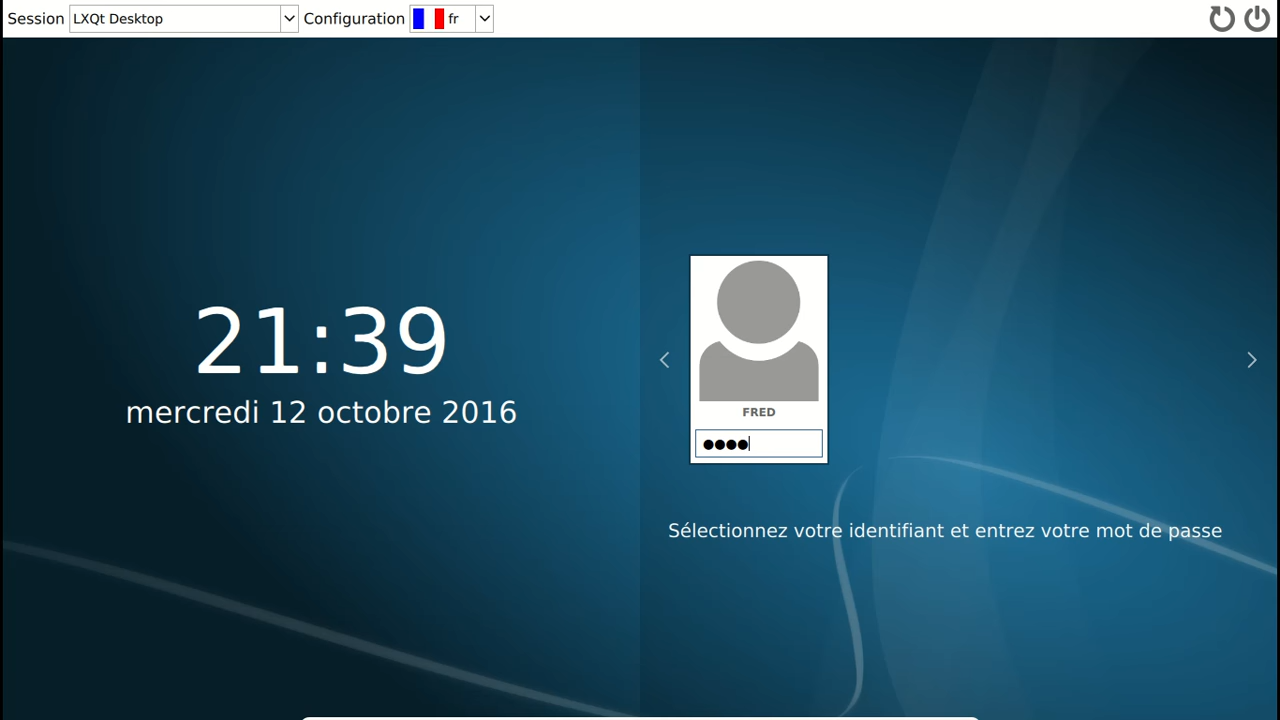 Session LXQt Desktop Configuration fr
21:39
mercredi 12 octobre 2016
FRED
Sélectionnez votre identifiant et entrez votre mot de passe